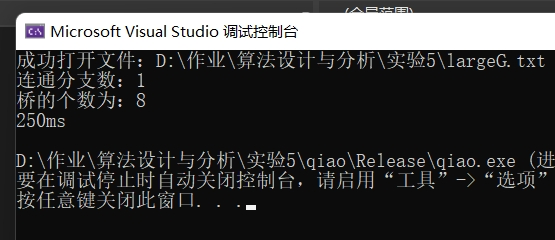 (全局范围)
Microsoft Visual Studio 调试控制台
成功打开文件：D:\作业\算法设计与分析\实验5\largeG.txt
连通分支数：1
桥的个数为：8
250ms
D:\作业\算法设计与分析\实验5\qiao\Release\qiao.exe (进
要在调试停止时自动关闭控制台，请启用“工具”->“选项”
按任意键关闭此窗口. . .